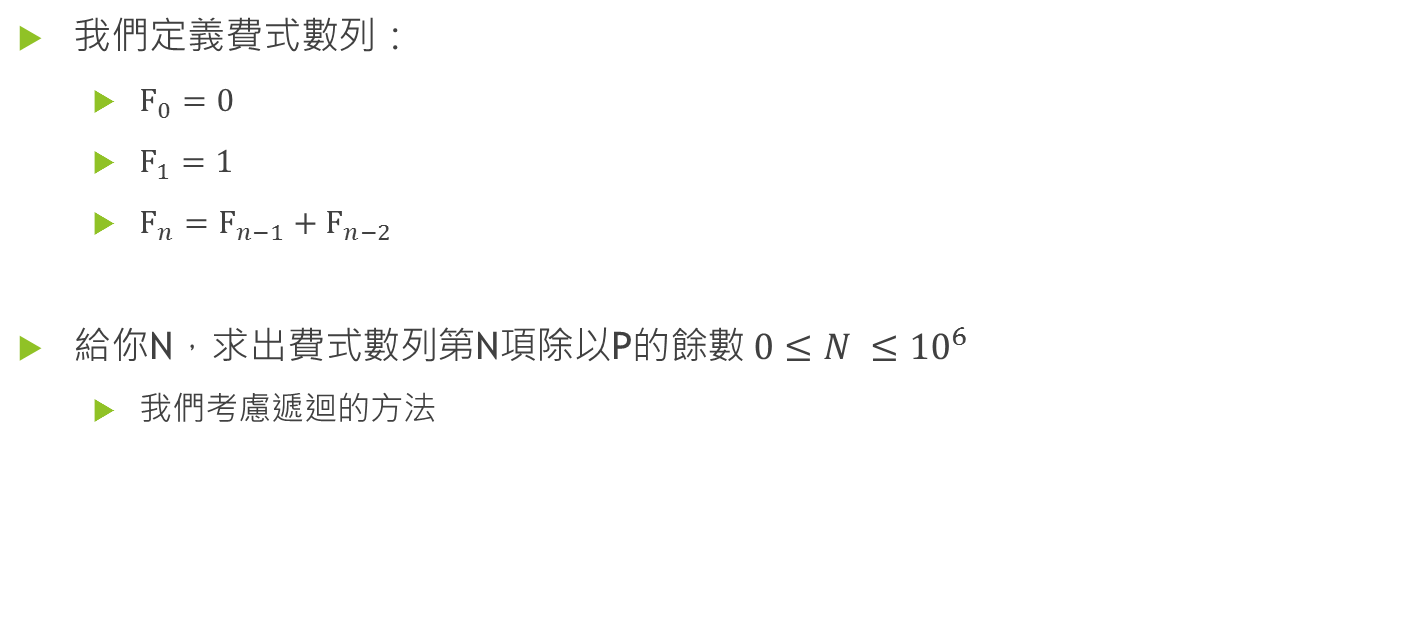 我們定義費式數列：
F₀ = 0
F₁ = 1
Fₙ = Fₙ₋₁ + Fₙ₋₂
給你N，求出費式數列第N項除以P的餘數 0 ≤ N ≤ 10⁶
我們考慮遞迴的方法